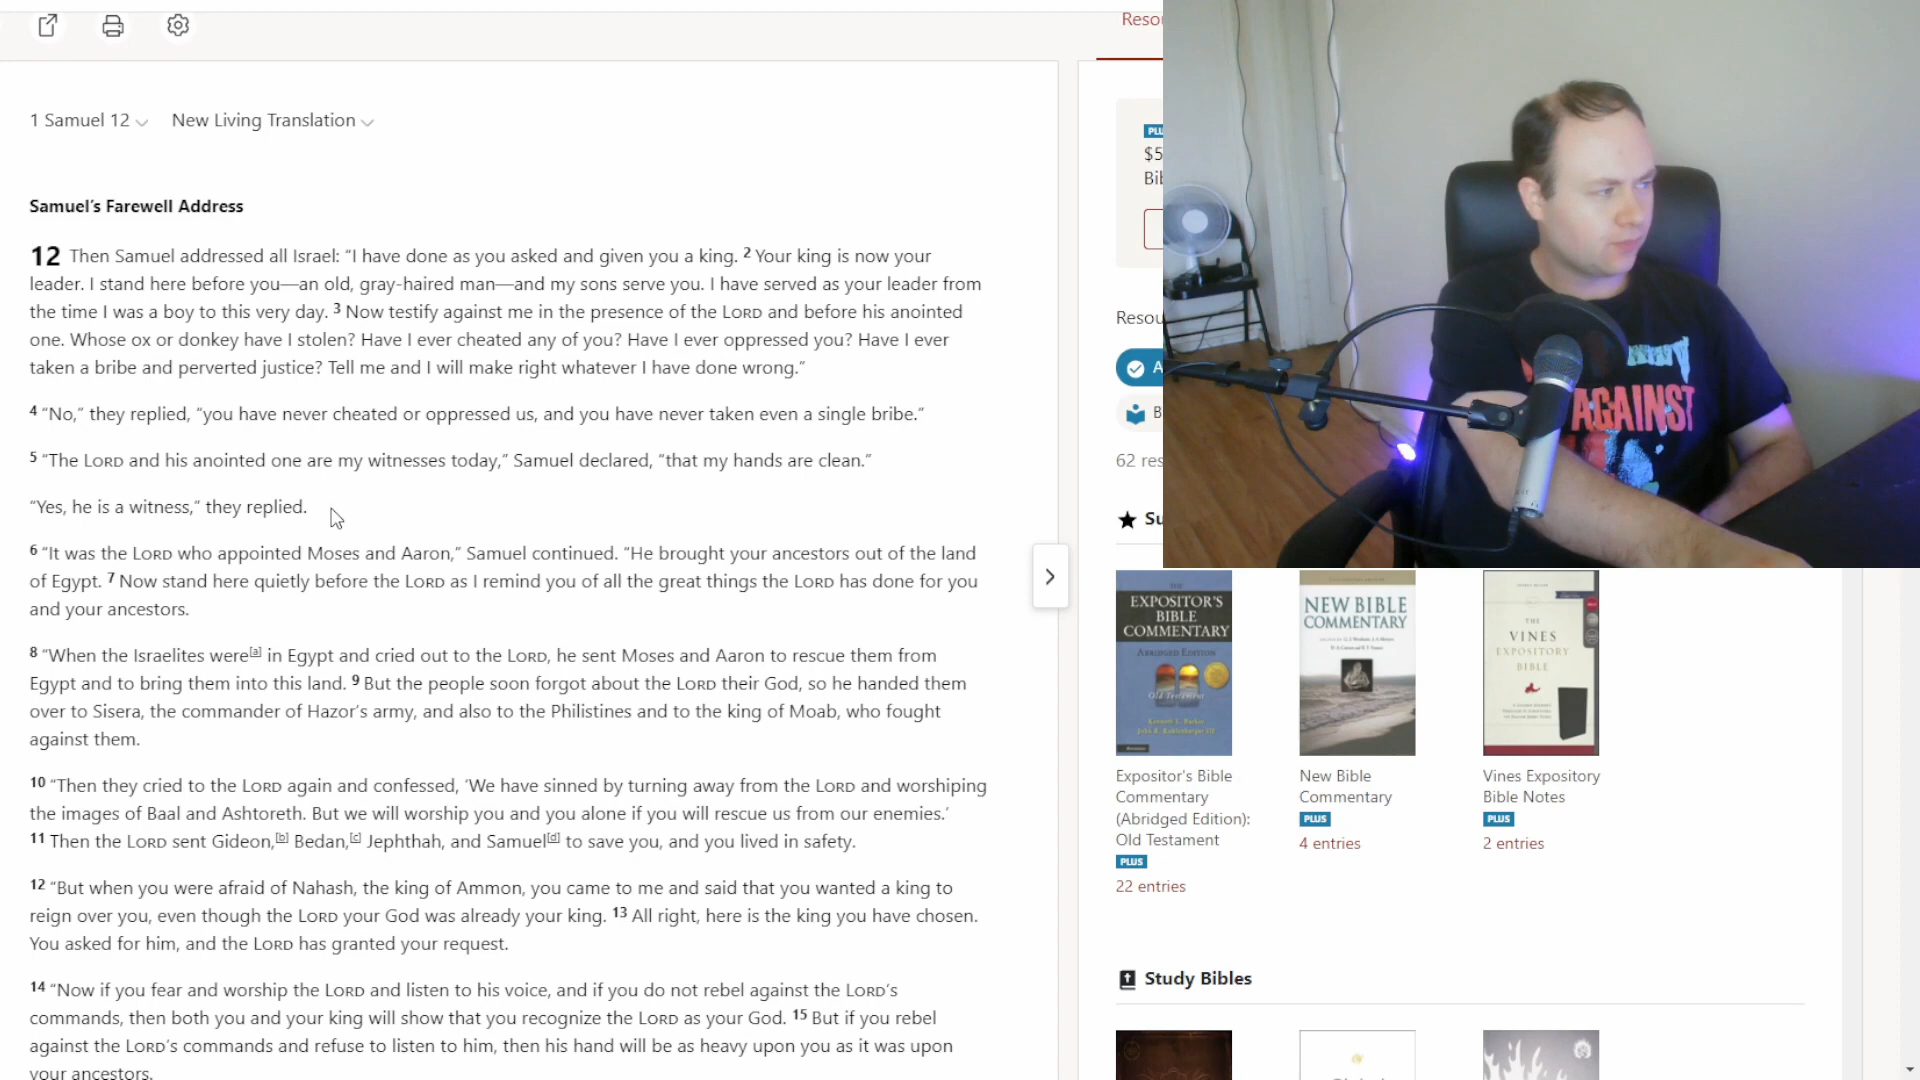 Reso
1 Samuel 12 New Living Translation
Samuel's Farewell Address
12 Then Samuel addressed all Israel: “I have done as you asked and given you a king. 2 Your king is now your
leader. I stand here before you—an old, gray-haired man—and my sons serve you. I have served as your leader from
the time I was a boy to this very day. 3 Now testify against me in the presence of the LORD and before his anointed
one. Whose ox or donkey have I stolen? Have I ever cheated any of you? Have I ever oppressed you? Have I ever
taken a bribe and perverted justice? Tell me and I will make right whatever I have done wrong.”
4 “No,” they replied, “you have never cheated or oppressed us, and you have never taken even a single bribe.”
5 “The LORD and his anointed one are my witnesses today,” Samuel declared, “that my hands are clean.”
“Yes, he is a witness,” they replied.
6 “It was the LORD who appointed Moses and Aaron,” Samuel continued. “He brought your ancestors out of the land
of Egypt. 7 Now stand here quietly before the LORD as I remind you of all the great things the LORD has done for you
and your ancestors.
8 “When the Israelites were[a] in Egypt and cried out to the LORD, he sent Moses and Aaron to rescue them from
Egypt and to bring them into this land. 9 But the people soon forgot about the LORD their God, so he handed them
over to Sisera, the commander of Hazor's army, and also to the Philistines and to the king of Moab, who fought
against them.
10 “Then they cried to the LORD again and confessed, ‘We have sinned by turning away from the LORD and worshiping
the images of Baal and Ashtoreth. But we will worship you and you alone if you will rescue us from our enemies.’
11 Then the LORD sent Gideon,[b] Bedan,[c] Jephthah, and Samuel[d] to save you, and you lived in safety.
12 “But when you were afraid of Nahash, the king of Ammon, you came to me and said that you wanted a king to
reign over you, even though the LORD your God was already your king. 13 All right, here is the king you have chosen.
You asked for him, and the LORD has granted your request.
14 “Now if you fear and worship the LORD and listen to his voice, and if you do not rebel against the LORD's
commands, then both you and your king will show that you recognize the LORD as your God. 15 But if you rebel
against the LORD's commands and refuse to listen to him, then his hand will be as heavy upon you as it was upon
your ancestors.
PLU
$5
Bib
Resou
A
B
62 res
Su
AGAINST
THE
EXPOSITOR'S
BIBLE
COMMENTARY
ABRIDGED EDITION
Old Testament
NEW BIBLE
COMMENTARY
THE
VINES
EXPOSITORY
BIBLE
Expositor's Bible
Commentary
(Abridged Edition):
Old Testament
PLUS
22 entries
New Bible
Commentary
PLUS
4 entries
Vines Expository
Bible Notes
PLUS
2 entries
Study Bibles